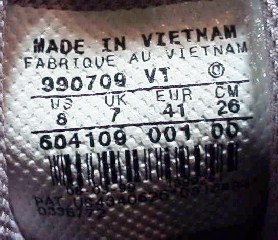 MADE IN VIETNAM
FABRIQUE AU VIETNAM
990709 VT
US UK EUR CM
8 7 41 26
604109 001 00